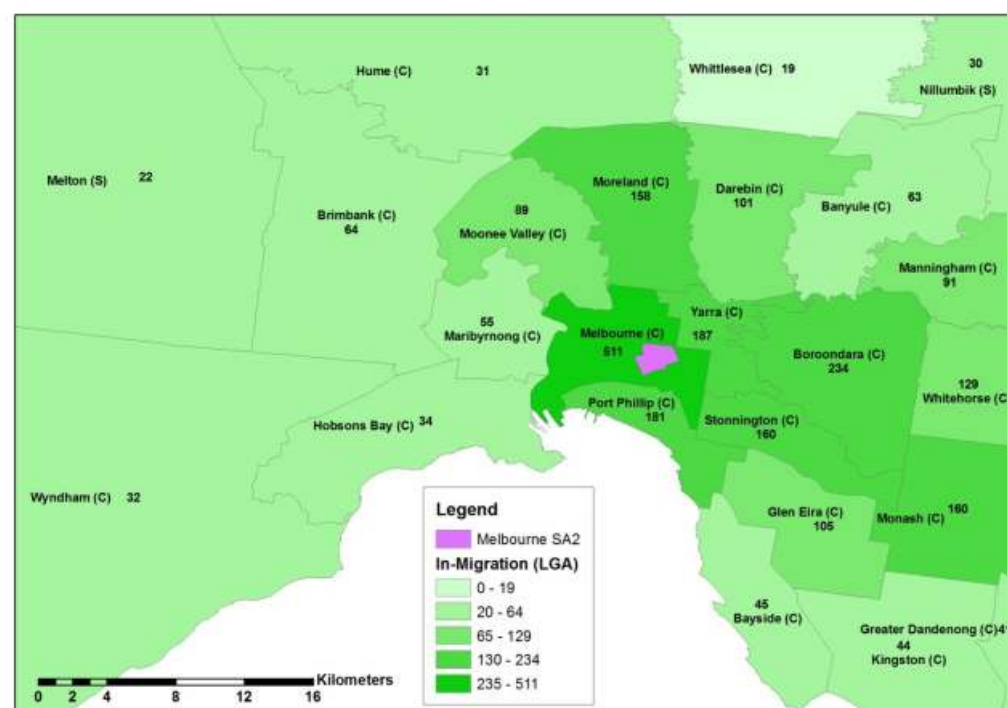 Hume (C) 31
Whittlesea (C) 19
30
Nillumbik (S)
Melton (S) 22
Brimbank (C)
64
89
Moonee Valley (C)
Moreland (C)
158
Darebin (C)
101
63
Banyule (C)
Manningham (C)
91
55
Maribyrnong (C)
Melbourne (C)
511
Yarra (C)
187
Boroondara (C)
234
129
Whitehorse (C
Port Phillip (C)
181
Stonnington (C)
160
Hobsons Bay (C) 34
Wyndham (C) 32
Glen Eira (C)
105
Monash (C) 160
45
Bayside (C)
Greater Dandenong (C)
44
Kingston (C)
Legend
Melbourne SA2
In-Migration (LGA)
0 - 19
20 - 64
65 - 129
130 - 234
235 - 511
Kilometers
0 2 4 8 12 16